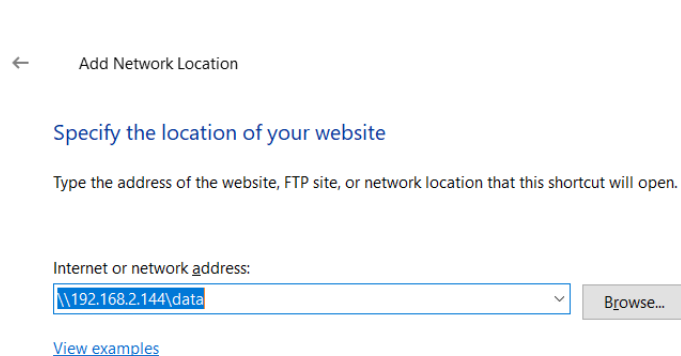 Add Network Location
Specify the location of your website
Type the address of the website, FTP site, or network location that this shortcut will open.
Internet or network address:
\\192.168.2.144\data
Browse...
View examples